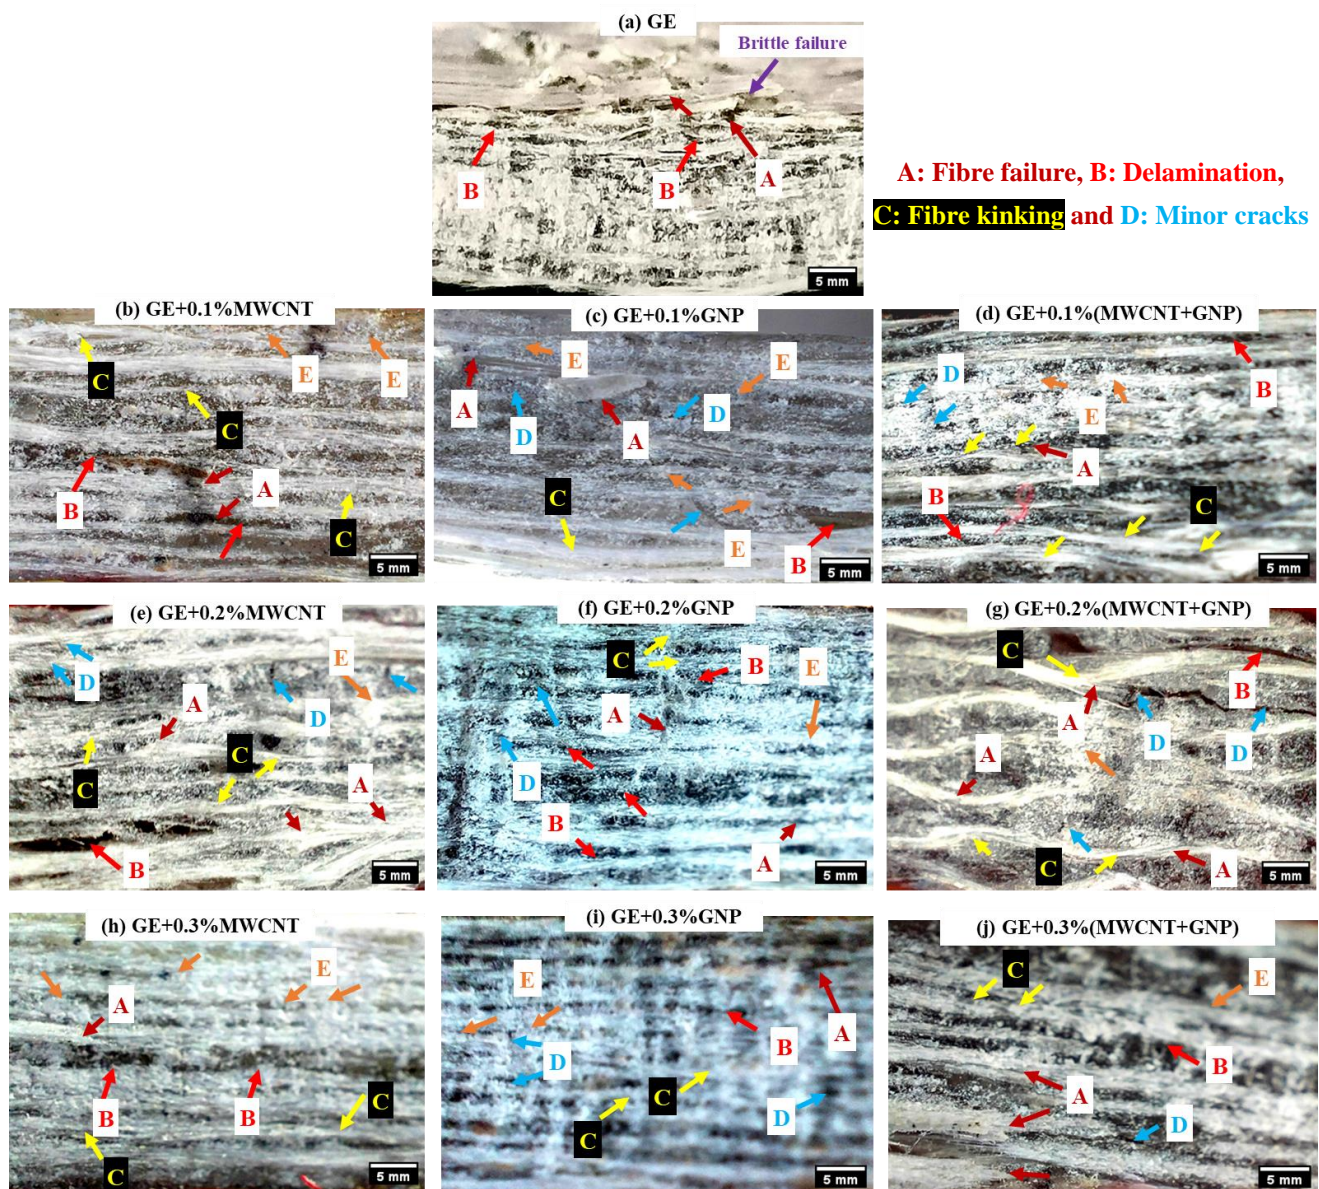 (a) GE
Brittle failure
B
B
A
5 mm
A: Fibre failure, B: Delamination,
C: Fibre kinking and D: Minor cracks
(b) GE+0.1%MWCNT
C
E
E
C
A
B
C
5 mm
(c) GE+0.1%GNP
E
E
A
D
D
A
C
E
B
5 mm
(d) GE+0.1%(MWCNT+GNP)
D
B
E
A
B
C
5 mm
(e) GE+0.2%MWCNT
D
E
A
D
C
C
A
B
5 mm
(f) GE+0.2%GNP
C
B
E
A
D
B
A
5 mm
(g) GE+0.2%(MWCNT+GNP)
C
B
A
D
D
A
C
A
5 mm
(h) GE+0.3%MWCNT
E
A
C
B
B
C
5 mm
(i) GE+0.3%GNP
E
A
B
D
C
D
C
5 mm
(j) GE+0.3%(MWCNT+GNP)
C
E
B
A
D
5 mm